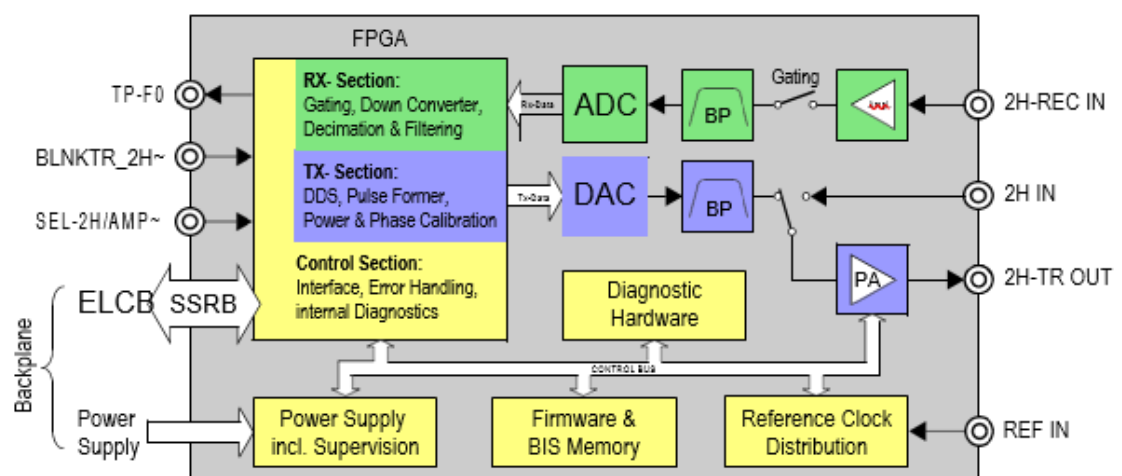 FPGA
TP-F0
BLNKTR_2H~
SEL-2H/AMP~
ELCB
SSRB
Backplane
Power
Supply
RX- Section:
Gating, Down Converter,
Decimation & Filtering
TX- Section:
DDS, Pulse Former,
Power & Phase Calibration
Control Section:
Interface, Error Handling,
internal Diagnostics
Rx-Data
ADC
BP
Gating
2H-REC IN
Tx-Data
DAC
BP
2H IN
PA
2H-TR OUT
Diagnostic
Hardware
CONTROL BUS
Power Supply
incl. Supervision
Firmware &
BIS Memory
Reference Clock
Distribution
REF IN